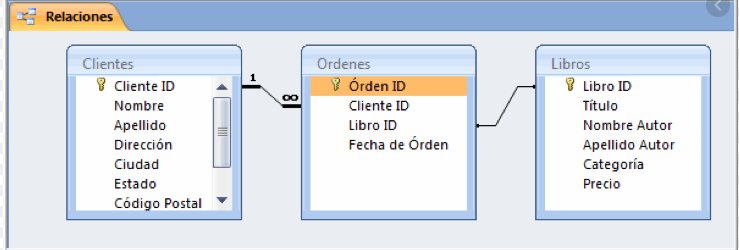 Relaciones
Clientes
Cliente ID
Nombre
Apellido
Dirección
Ciudad
Estado
Código Postal
1
∞
Ordenes
Órden ID
Cliente ID
Libro ID
Fecha de Órden
Libros
Libro ID
Título
Nombre Autor
Apellido Autor
Categoría
Precio